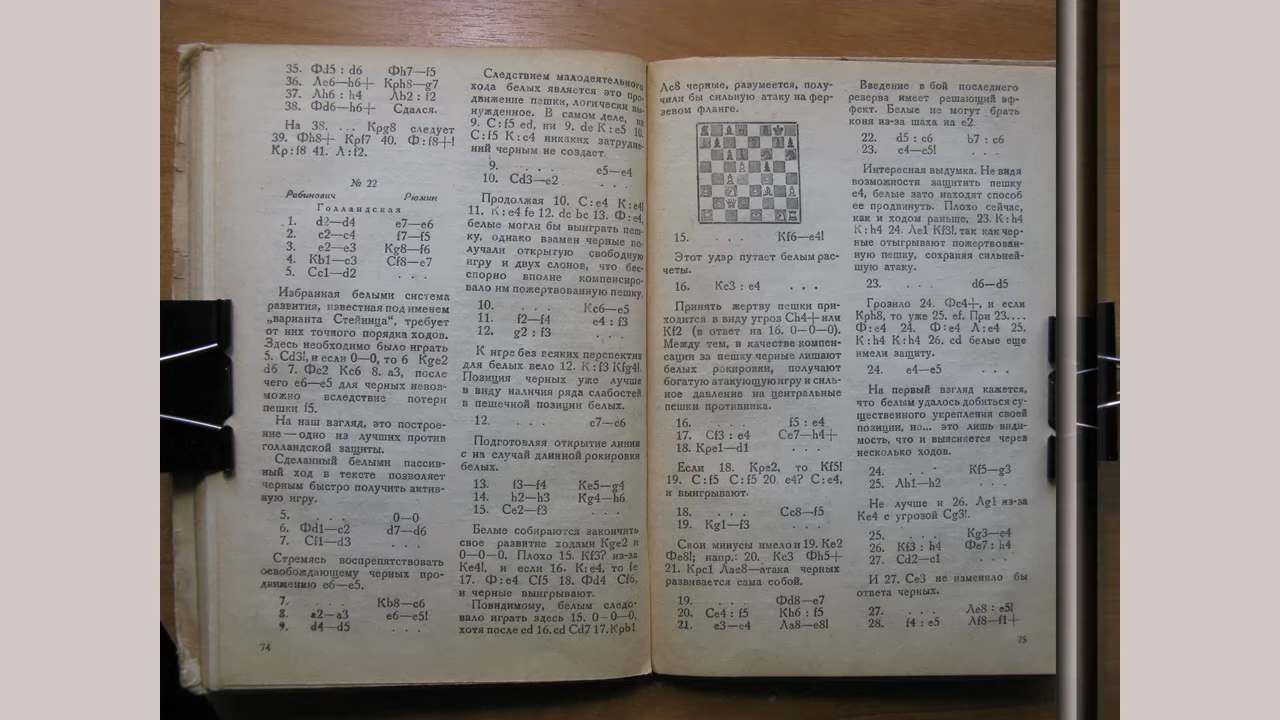 35. Фd5 : d6 Фh7—f5
36. Ле6—h6+ Крh8—g7
37. Лh6 : h4 Лb2 : f2
38. Фd6—h6+ Сдался.
На 38. ... Крg8 следует
39. Фh8+ Крf7 40. Ф:f8+!
Кр:f8 41. Л:f2.
№ 22
Рабинович Рюмин
Голландская
1. d2—d4 e7—e6
2. c2—c4 f7—f5
3. e2—e3 Кg8—f6
4. Кb1—c3 Сf8—e7
5. Сc1—d2 . . .
Избранная белыми система
развития, известная под именем
„варианта Стейница“, требует
от них точного порядка ходов.
Здесь необходимо было играть
5. Сd3!, и если 0—0, то 6 Кge2
d6 7. Фc2 Кc6 8. a3, после
чего e6—e5 для черных невоз-
можно вследствие потери
пешки f5.
На наш взгляд, это построе-
ние — одно из лучших против
голландской защиты.
Сделанный белыми пассив-
ный ход в тексте позволяет
черным быстро получить актив-
ную игру.
5. . . . 0—0
6. Фd1—c2 d7—d6
7. Сf1—d3 . . .
Стремясь воспрепятствовать
освобождающему черных про-
движению e6—e5.
7. . . . Кb8—c6
8. a2—a3 e6—e5!
9. d4—d5 . . .
74
Следствием малодеятельного
хода белых является это про-
движение пешки, логически вы-
нужденное. В самом деле, ни
9. С:f5 ed, ни 9. de К:e5 10.
С:f5 К:c4 никаких затрудне-
ний черным не создает.
9. . . . e5—e4
10. Сd3—e2 . . .
Продолжая 10. С:e4 К:e4!
11. К:e4 fe 12. dc bc 13. Ф:e4,
белые могли бы выиграть пеш-
ку, однако взамен черные по-
лучали открытую свободную
игру и двух слонов, что бес-
спорно вполне компенсиро-
вало им пожертвованную пешку.
10. . . . Кc6—e5
11. f2—f4 e4 : f3
12. g2 : f3 . . .
К игре без всяких перспектив
для белых вело 12. К:f3 Кfg4!.
Позиция черных уже лучше
в виду наличия ряда слабостей
в пешечной позиции белых.
12. . . . c7—c6
Подготовляя открытие линии
с на случай длинной рокировки
белых.
13. f3—f4 Кe5—g4
14. h2—h3 Кg4—h6
15. Сe2—f3 . . .
Белые собираются закончить
свое развитие ходами Кge2 и
0—0—0. Плохо 15. Кf3? из-за
Кe4!, и если 16. К:e4, то fe
17. Ф:e4 Сf5 18. Фd4 Сf6,
и черные выигрывают.
Повидимому, белым следо-
вало играть здесь 15. 0—0—0,
хотя после cd 16. cd Сd7 17. Крb1
Лc8 черные, разумеется, полу-
чили бы сильную атаку на фер-
зевом фланге.
15. . . . Кf6—e4!
Этот удар путает белым рас-
четы.
16. Кc3 : e4 . . .
Принять жертву пешки при-
ходится в виду угроз Сh4+ или
Кf2 (в ответ на 16. 0—0—0).
Между тем, в качестве компен-
сации за пешку черные лишают
белых рокировки, получают
богатую атакующую игру и силь-
ное давление на центральные
пешки противника.
16. . . . f5 : e4
17. Сf3 : e4 Сe7—h4+
18. Крe1—d1
Если 18. Крe2, то Кf5!
19. С:f5 С:f5 20 e4? С:e4,
и выигрывают.
18. . . . Сc8—f5
19. Кg1—f3 . . .
Свои минусы имело и 19. Кe2
Фe8!; напр.: 20. Кc3 Фh5+
21. Крc1 Лae8—атака черных
развивается сама собой.
19. . . . Фd8—e7
20. Сe4 : f5 Кh6 : f5
21. e3—e4 Лa8—e8!
Введение в бой последнего
резерва имеет решающий эф-
фект. Белые не могут брать
коня из-за шаха на e2.
22. d5 : c6 b7 : c6
23. c4—c5! . . .
Интересная выдумка. Не видя
возможности защитить пешку
e4, белые зато находят способ
ее продвинуть. Плохо сейчас,
как и ходом раньше, 23. К:h4
К:h4 24. Лe1 Кf3!, так как чер-
ные отыгрывают пожертвован-
ную пешку, сохраняя сильней-
шую атаку.
23. . . . d6—d5
Грозило 24. Фc4+, и если
Крh8, то уже 25. ef. При 23....
Ф:e4 24. Ф:e4 Л:e4 25.
К:h4 К:h4 26. cd белые еще
имели защиту.
24. e4—e5 . . .
На первый взгляд кажется,
что белым удалось добиться су-
щественного укрепления своей
позиции, но... это лишь види-
мость, что и выясняется через
несколько ходов.
24. . . . Кf5—g3
25. Лh1—h2 . . .
Не лучше и 26. Лg1 из-за
Кe4 с угрозой Сg3!.
25. . . . Кg3—e4
26. Кf3 : h4 Фe7 : h4
27. Сd2—c1 . . .
И 27. Сe3 не изменяло бы
ответа черных.
27. . . . Лe8 : e5!
28. f4 : e5 Лf8—f1+
75